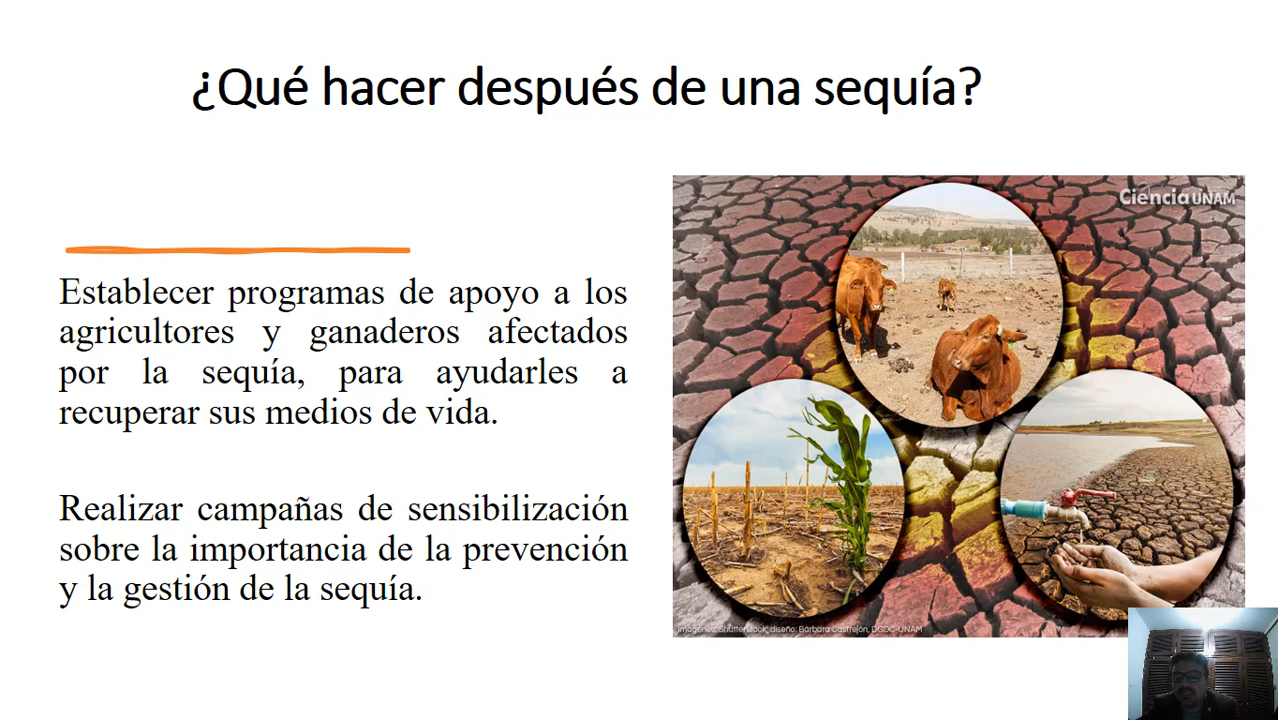 ¿Qué hacer después de una sequía?
Ciencia UNAM
Establecer programas de apoyo a los
agricultores y ganaderos afectados
por la sequía, para ayudarles a
recuperar sus medios de vida.
Realizar campañas de sensibilización
sobre la importancia de la prevención
y la gestión de la sequía.
Imágenes: Shutterstock; diseño: Bárbara Castrejón, DGDC-UNAM